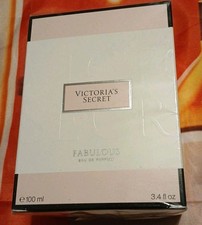 VICTORIA'S
SECRET
FABULOUS
EAU DE PARFUM
℮100 ml
3.4 fl oz